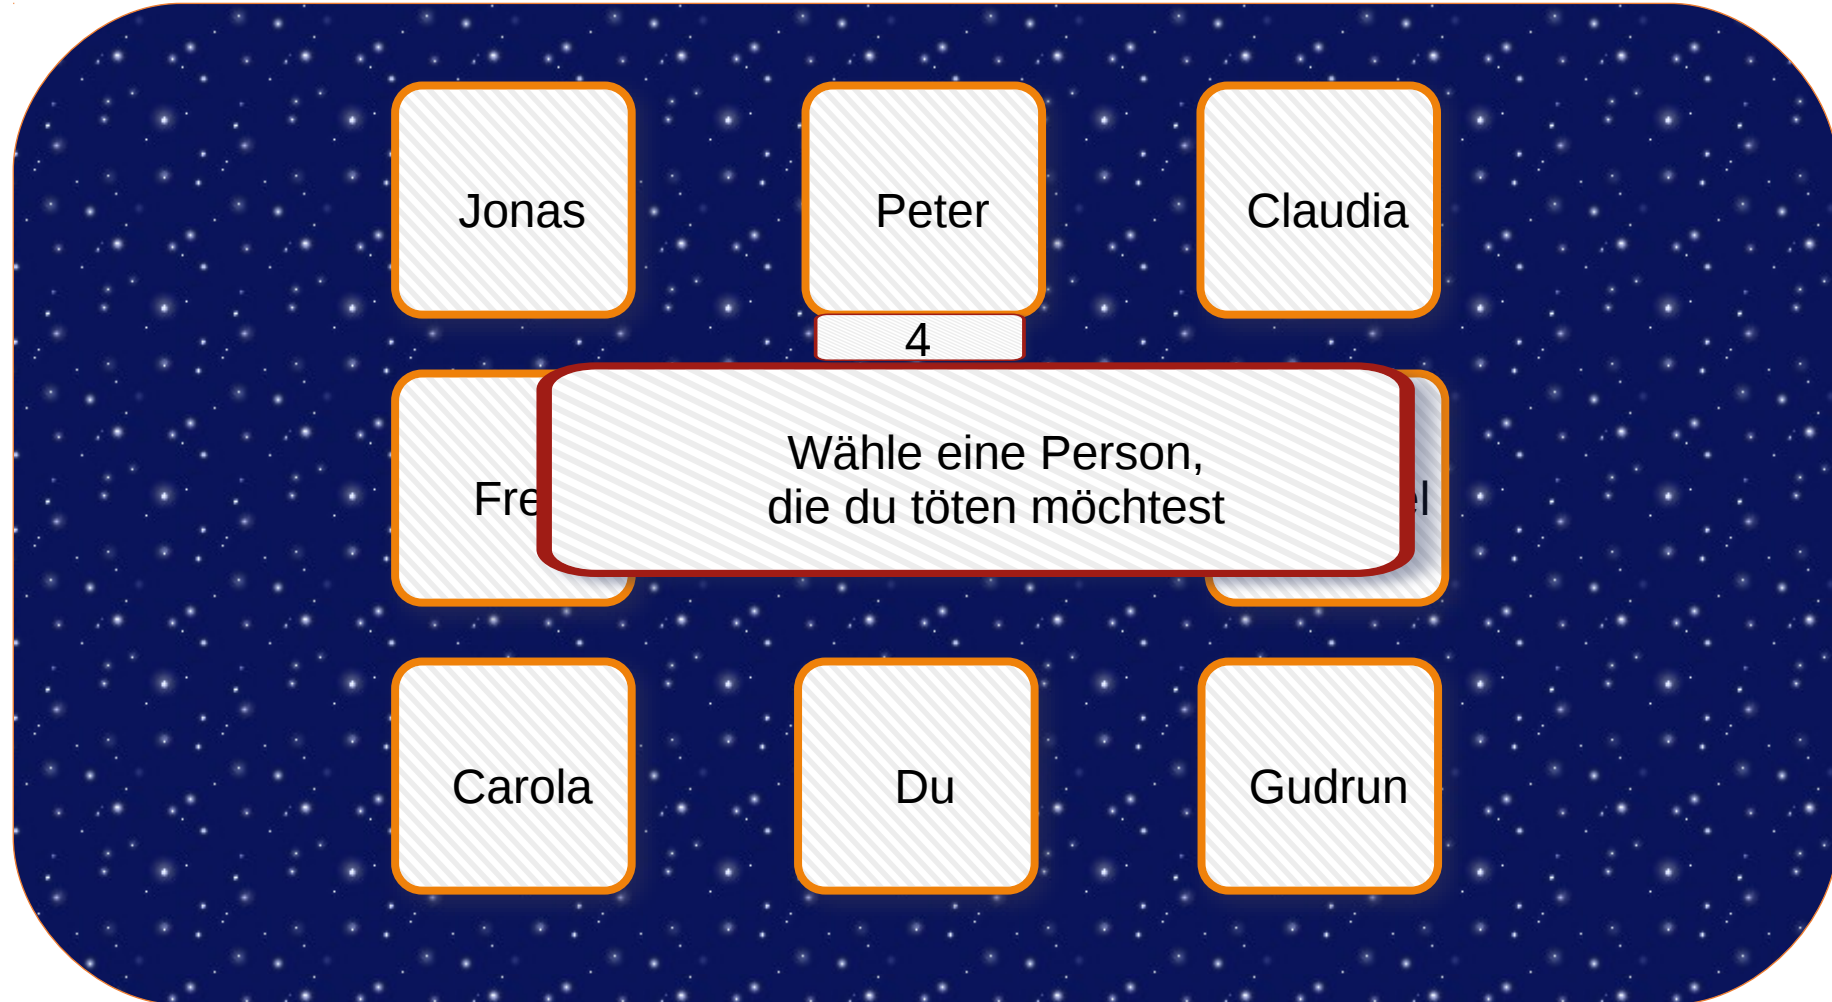 Jonas
Peter
Claudia
4
Wähle eine Person,
die du töten möchtest
Carola
Du
Gudrun